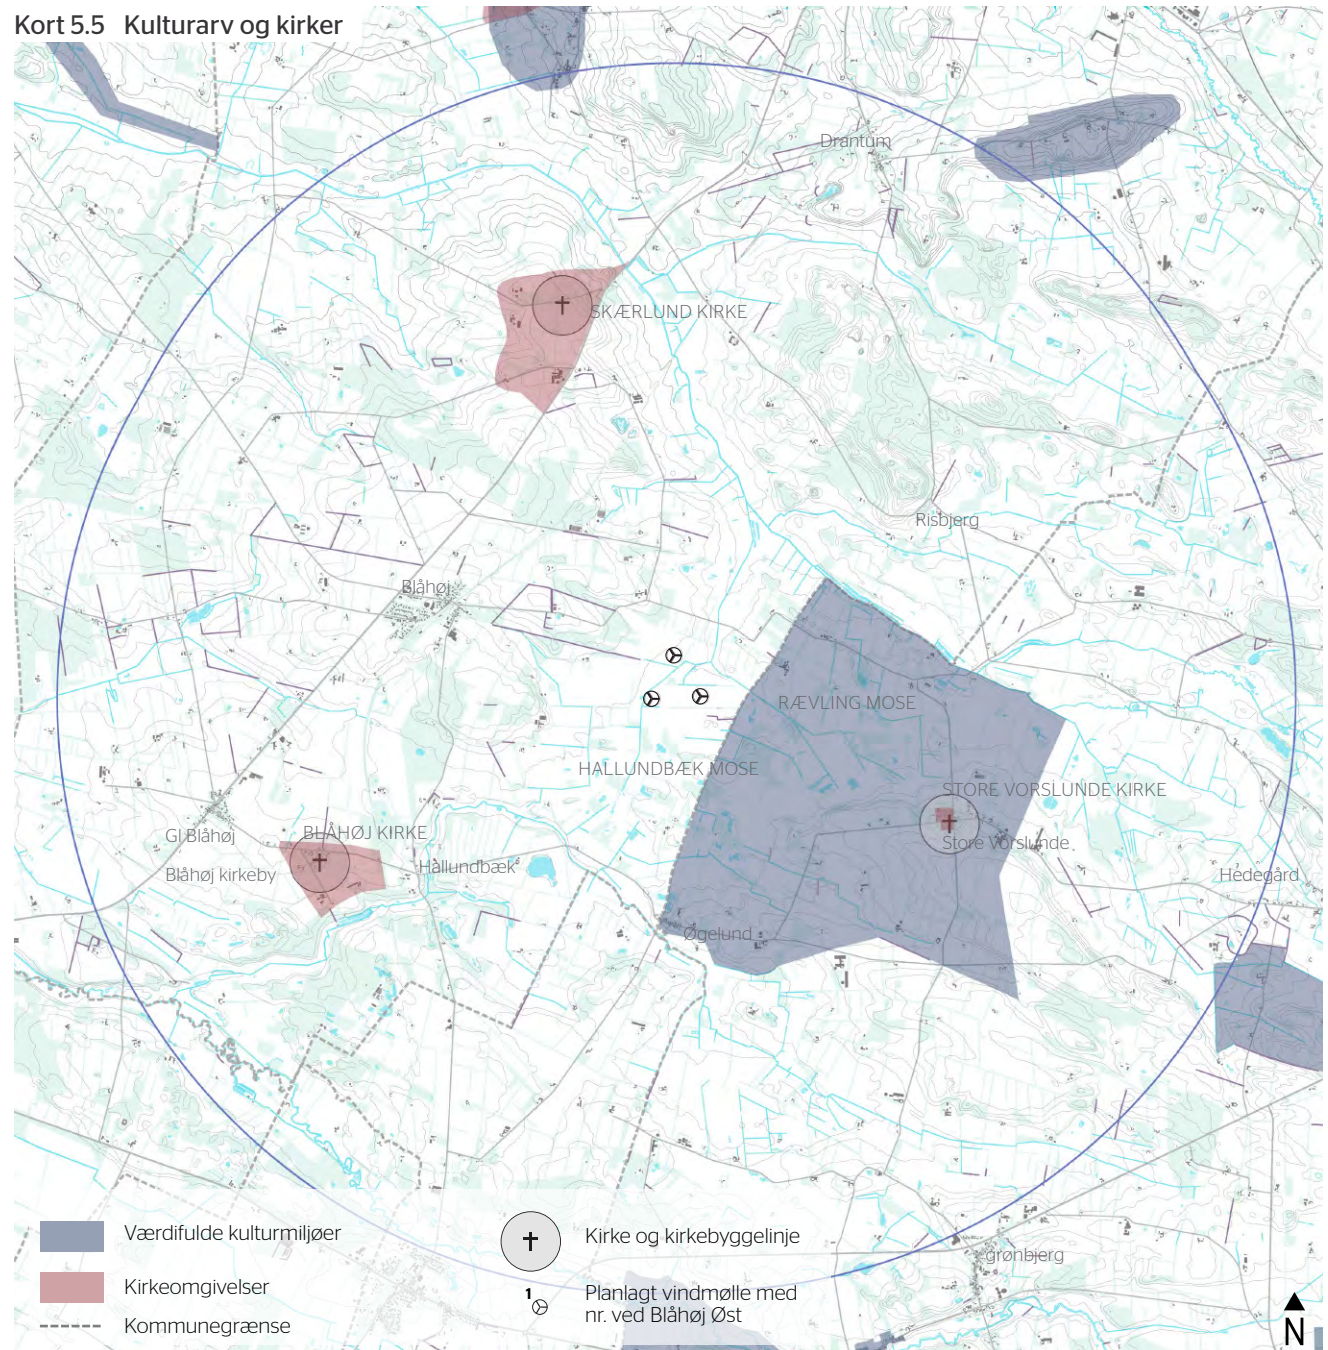 Kort 5.5 Kulturarv og kirker
Drantum
SKÆRLUND KIRKE
Risbjerg
Blåhøj
RÆVLING MOSE
HALLUNDBÆK MOSE
STORE VORSLUNDE KIRKE
Gl Blåhøj
BLÅHØJ KIRKE
Store Vorslunde
Blåhøj kirkeby
Hallundbæk
Hedegård
Øgelund
grønbjerg
Værdifulde kulturmiljøer
Kirkeomgivelser
Kommunegrænse
Kirke og kirkebyggelinje
1
Planlagt vindmølle med
nr. ved Blåhøj Øst
N